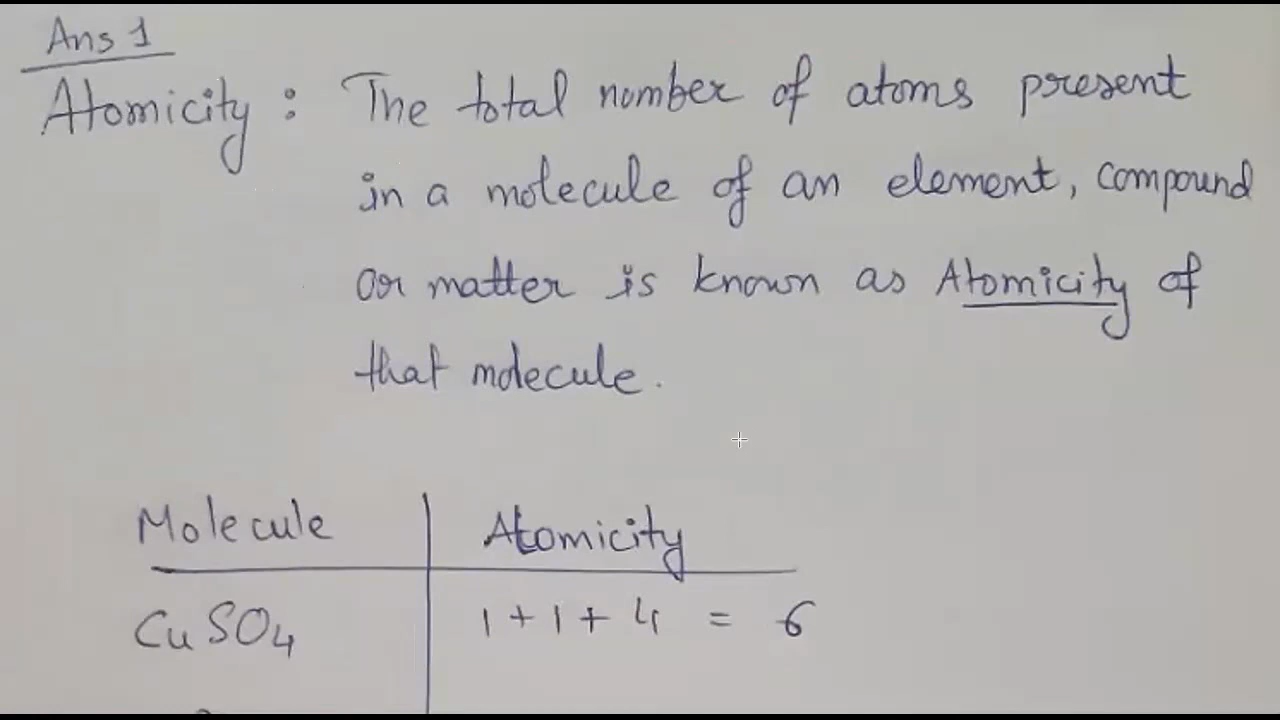 Ans 1
Atomicity : The total number of atoms present
in a molecule of an element, compound
or matter is known as Atomicity of
that molecule.
Molecule Atomicity
CuSO4 1 + 1 + 4 = 6